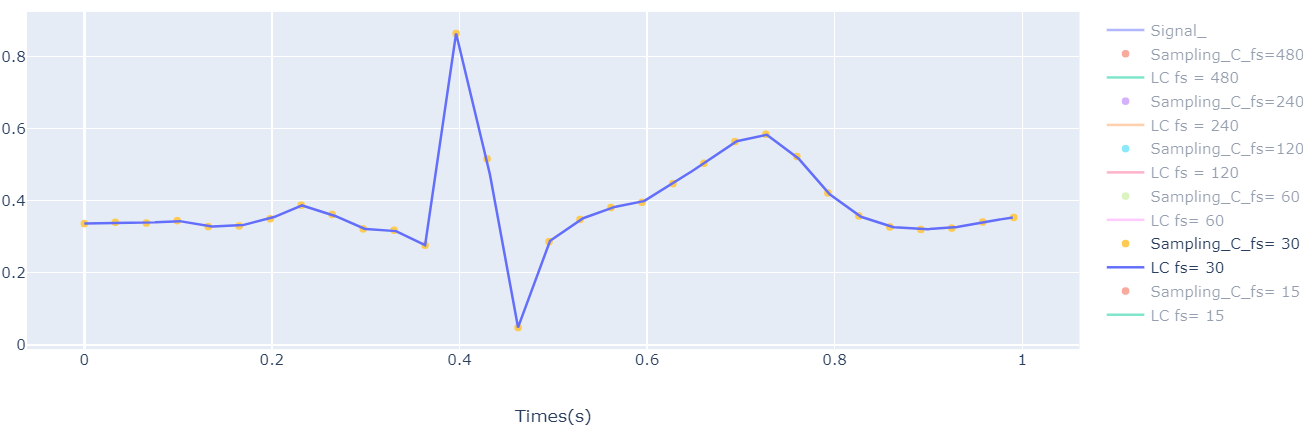 0.8
0.6
0.4
0.2
0
0
0.2
0.4
0.6
0.8
1
Times(s)
Signal_
Sampling_C_fs=480
LC fs = 480
Sampling_C_fs=240
LC fs = 240
Sampling_C_fs=120
LC fs = 120
Sampling_C_fs= 60
LC fs= 60
Sampling_C_fs= 30
LC fs= 30
Sampling_C_fs= 15
LC fs= 15